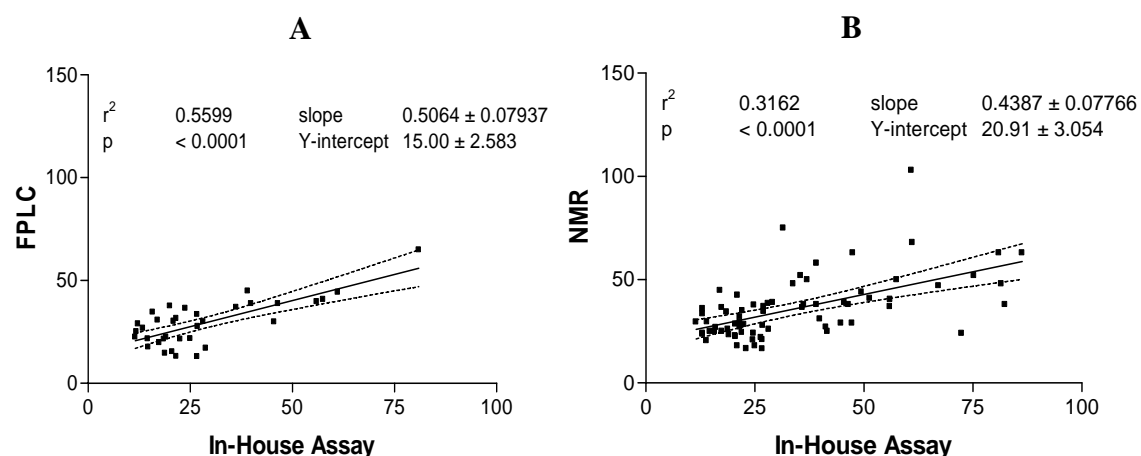 A
150
r² 0.5599 slope 0.5064 ± 0.07937
p < 0.0001 Y-intercept 15.00 ± 2.583
100
FPLC
50
0
0 25 50 75 100
In-House Assay
B
150
r² 0.3162 slope 0.4387 ± 0.07766
p < 0.0001 Y-intercept 20.91 ± 3.054
100
NMR
50
0
0 25 50 75 100
In-House Assay